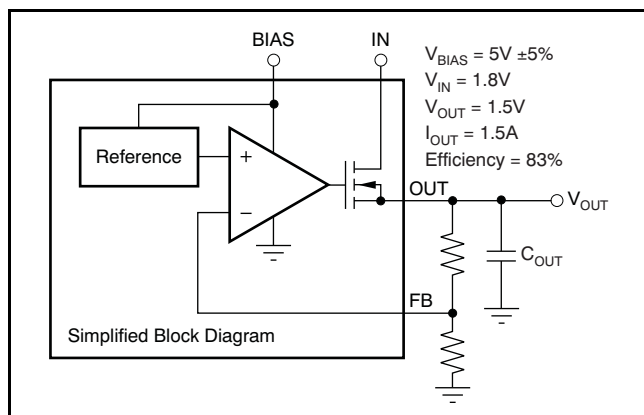 BIAS
IN
V_BIAS = 5V ±5%
V_IN = 1.8V
V_OUT = 1.5V
I_OUT = 1.5A
Efficiency = 83%
Reference
+
−
OUT
V_OUT
C_OUT
FB
Simplified Block Diagram